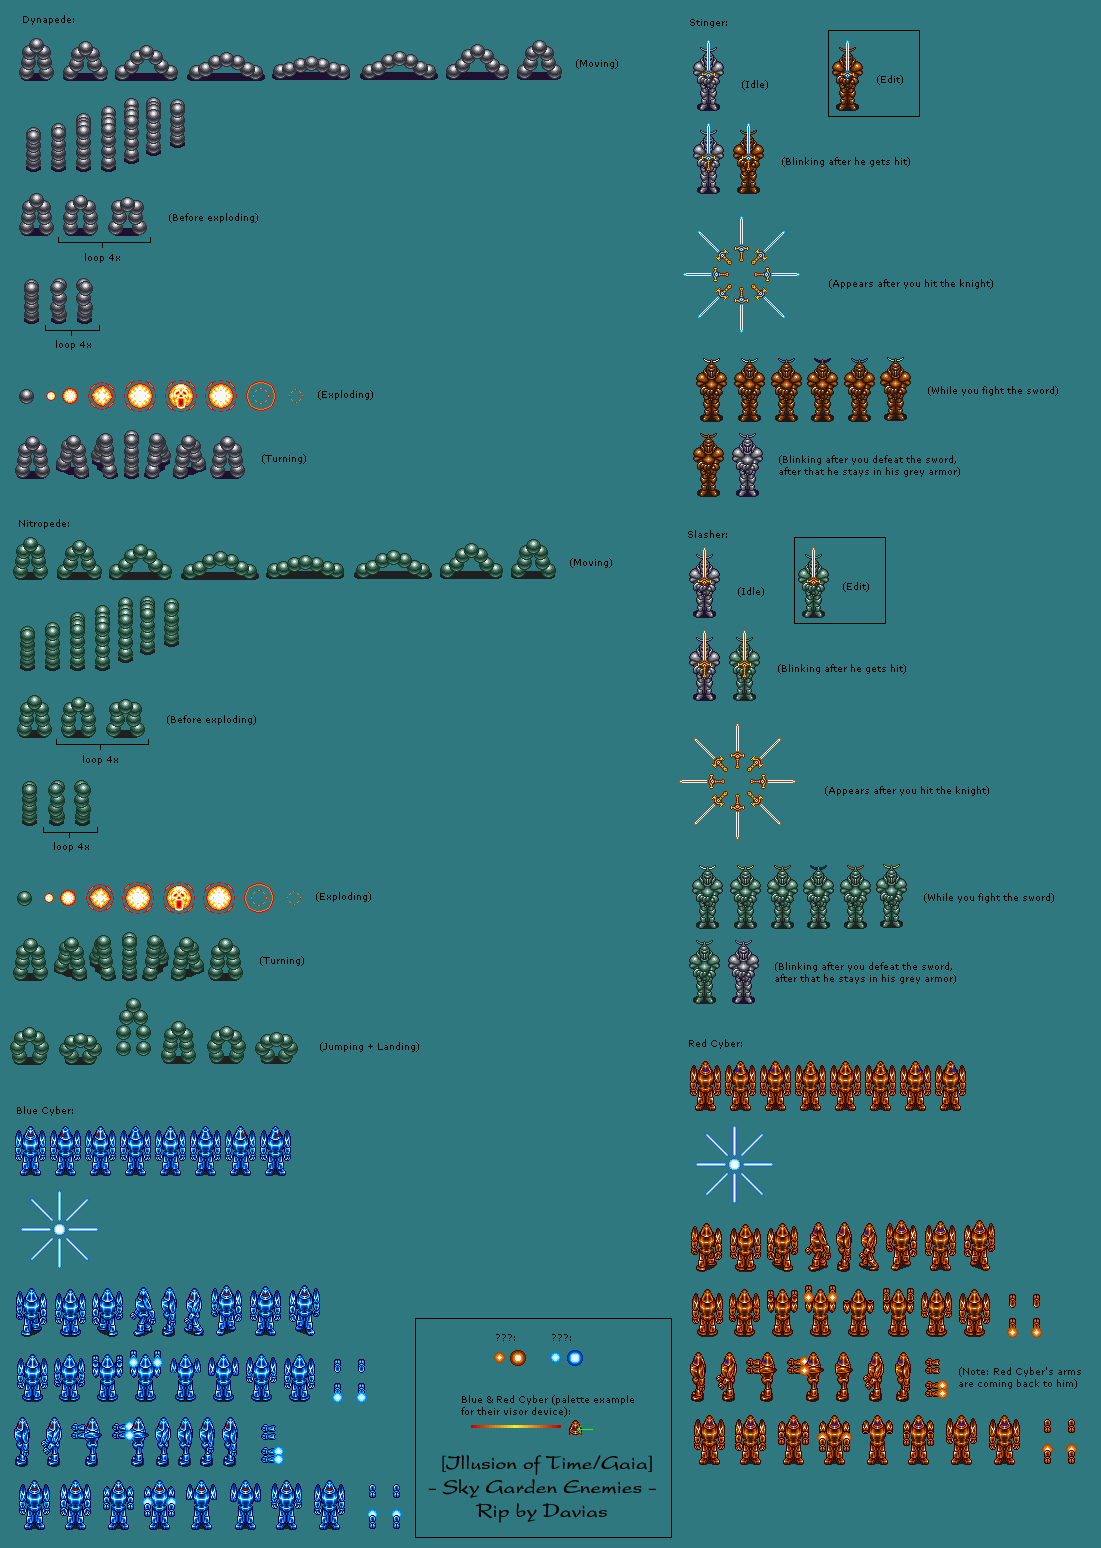 Dynapede:
(Moving)
(Before exploding)
loop 4x
loop 4x
(Exploding)
(Turning)
Nitropede:
(Moving)
(Before exploding)
loop 4x
loop 4x
(Exploding)
(Turning)
(Jumping + Landing)
Blue Cyber:
Stinger:
(Idle)
(Edit)
(Blinking after he gets hit)
(Appears after you hit the knight)
(While you fight the sword)
(Blinking after you defeat the sword,
after that he stays in his grey armor)
Slasher:
(Idle)
(Edit)
(Blinking after he gets hit)
(Appears after you hit the knight)
(While you fight the sword)
(Blinking after you defeat the sword,
after that he stays in his grey armor)
Red Cyber:
(Note: Red Cyber's arms
are coming back to him)
???:
???:
Blue & Red Cyber (palette example
for their visor device):
[Illusion of Time/Gaia]
- Sky Garden Enemies -
Rip by Davias